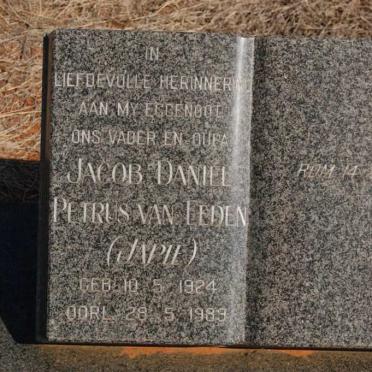 IN
LIEFDEVOLLE HERINNERING
AAN MY EGGENOOT
ONS VADER EN OUPA
JACOB DANIEL
PETRUS VAN EEDEN
(JAPIE)
GEB. 10. 5. 1924
OORL. 28. 5. 1989
ROM 14